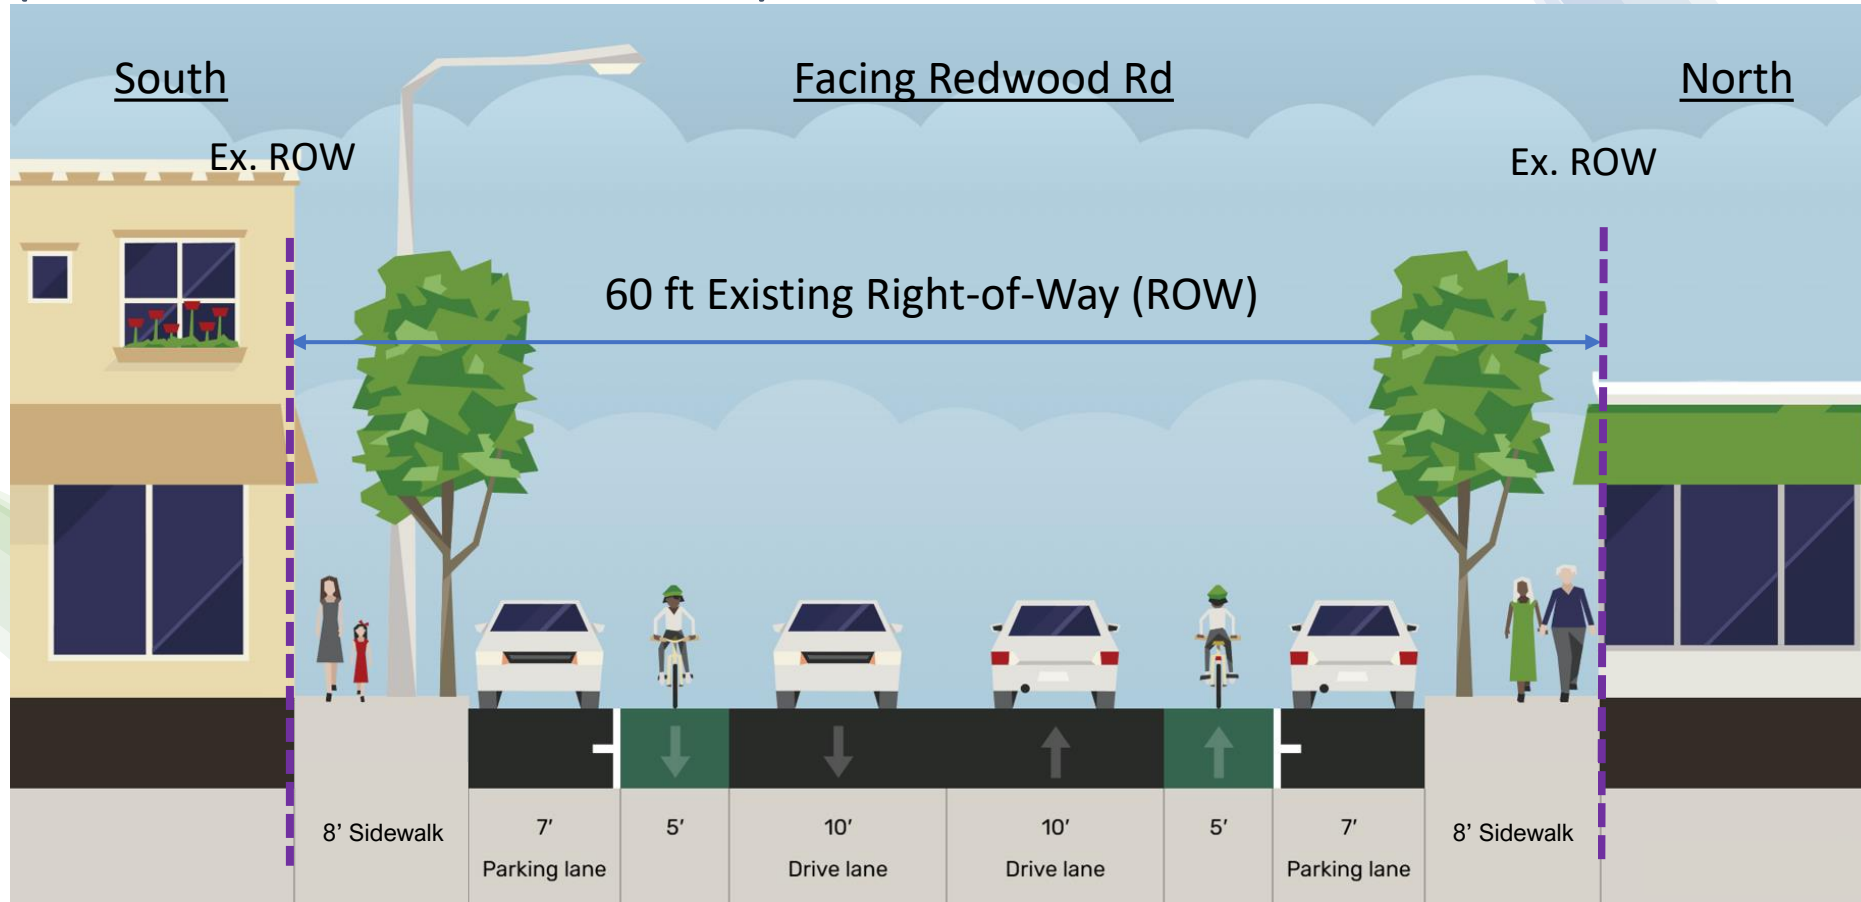 South
Facing Redwood Rd
North
Ex. ROW
Ex. ROW
60 ft Existing Right-of-Way (ROW)
8’ Sidewalk
7’
Parking lane
5’
10’
Drive lane
10’
Drive lane
5’
7’
Parking lane
8’ Sidewalk